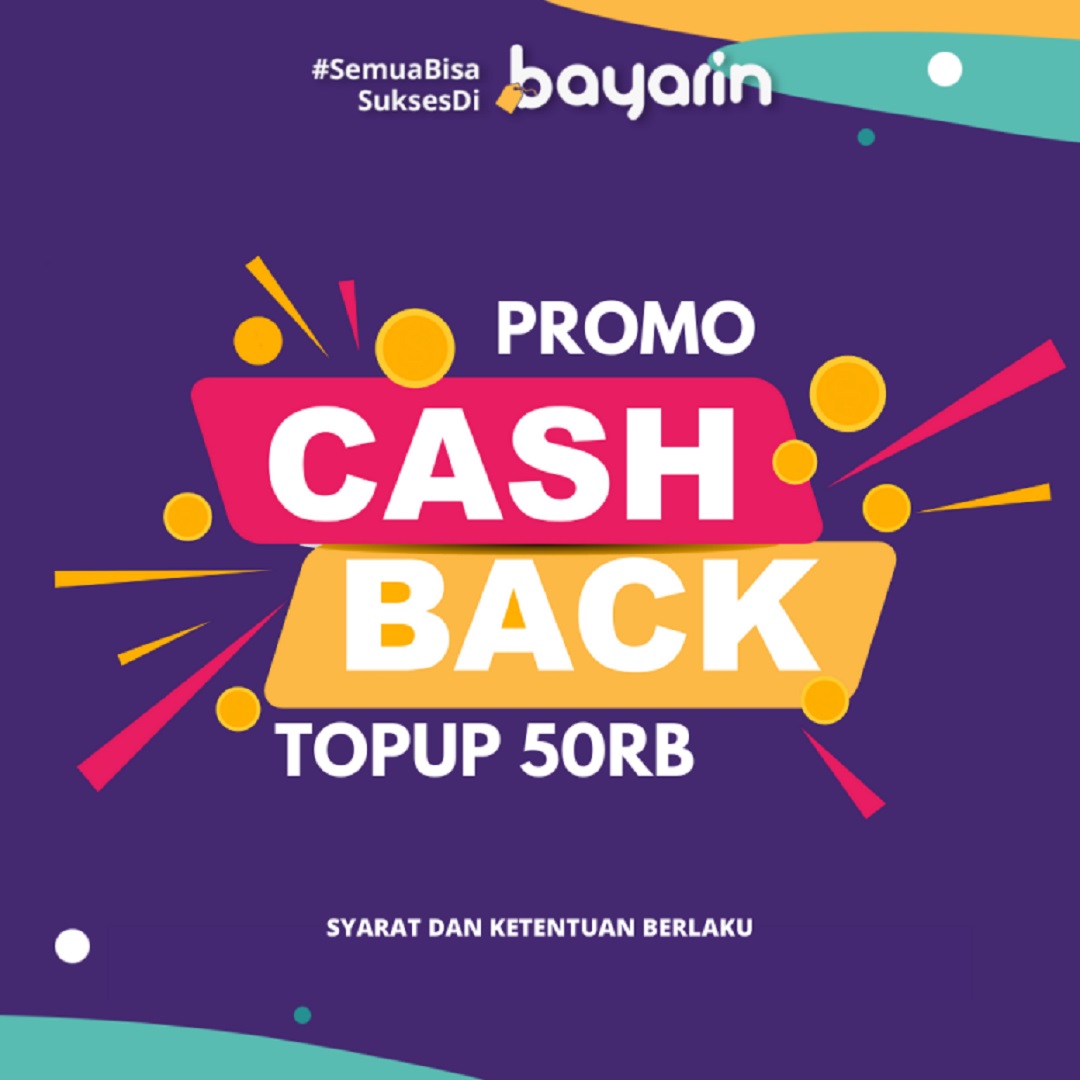 #SemuaBisa
SuksesDi
bayarin
PROMO
CASH
BACK
TOPUP 50RB
SYARAT DAN KETENTUAN BERLAKU